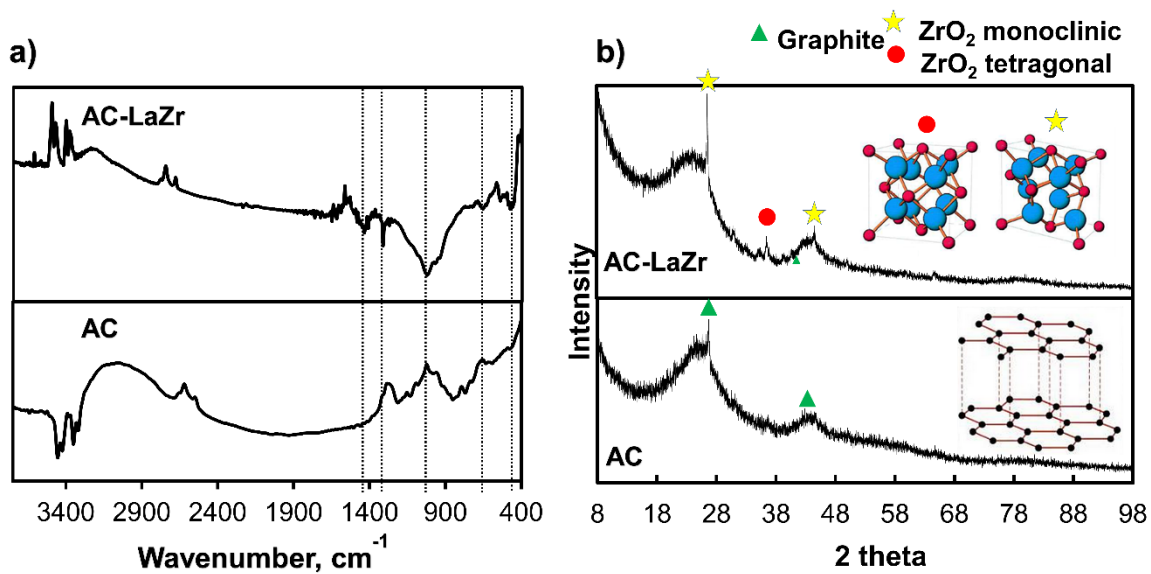 a)
AC-LaZr
AC
3400 2900 2400 1900 1400 900 400
Wavenumber, cm⁻¹
b)
Graphite
ZrO₂ monoclinic
ZrO₂ tetragonal
AC-LaZr
AC
Intensity
8 18 28 38 48 58 68 78 88 98
2 theta